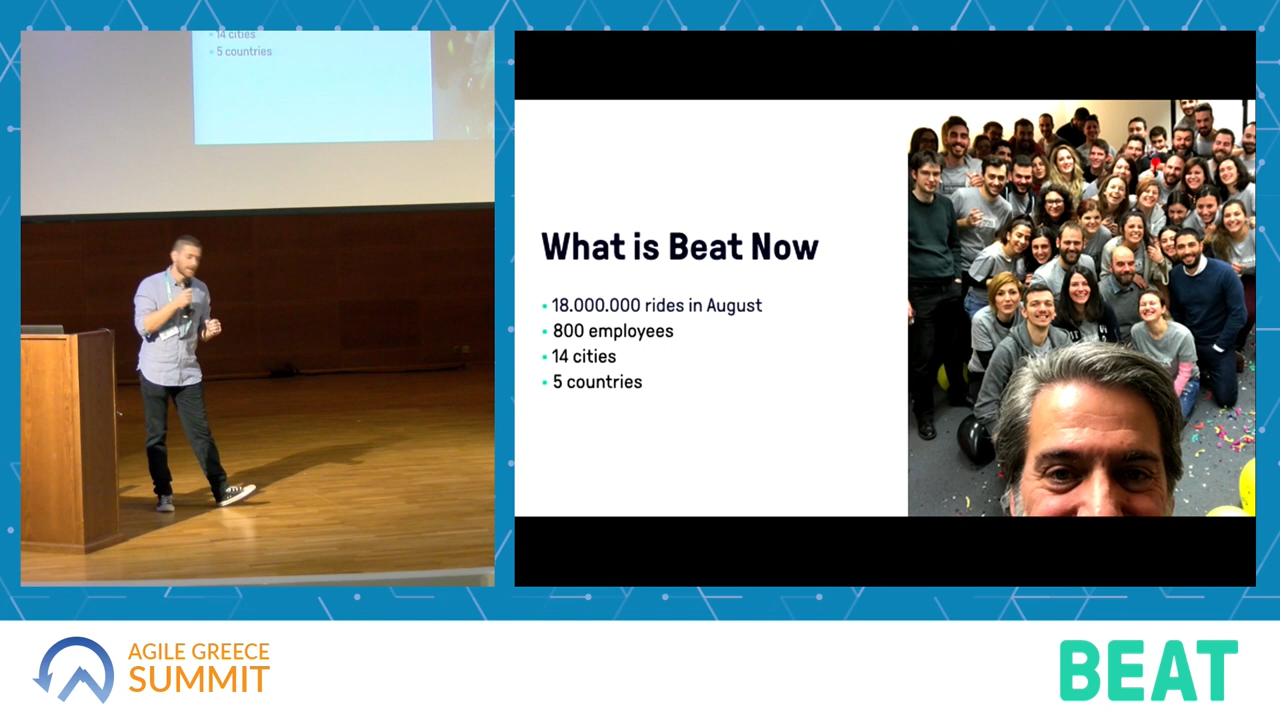 14 cities
5 countries
What is Beat Now
18.000.000 rides in August
800 employees
14 cities
5 countries
AGILE GREECE
SUMMIT
BEAT